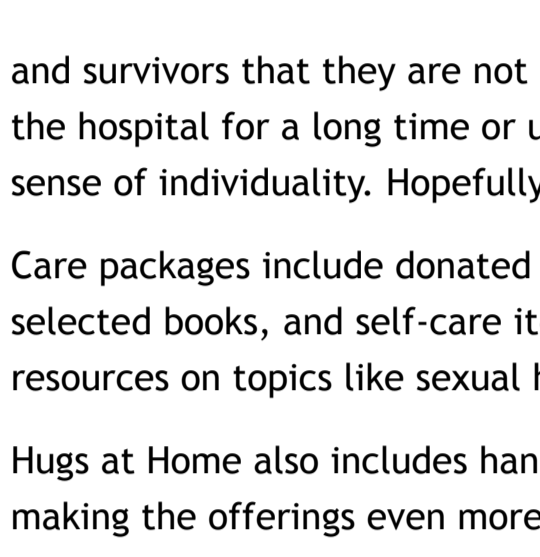 and survivors that they are not
the hospital for a long time or
sense of individuality. Hopefully
Care packages include donated
selected books, and self-care
resources on topics like sexual
Hugs at Home also includes
making the offerings even more